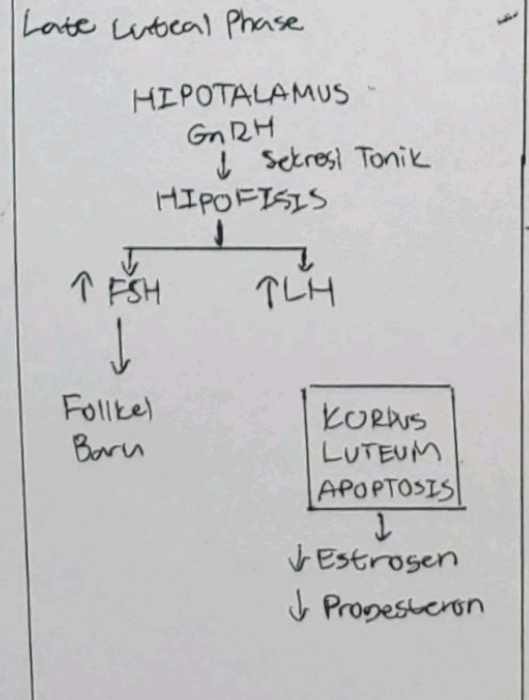 Late Luteal Phase
HIPOTALAMUS
GnRH
↓ Sekresi Tonik
HIPOFISIS
↑ FSH ↑ LH
Folikel
Baru
KORPUS
LUTEUM
APOPTOSIS
↓ Estrogen
↓ Progesteron